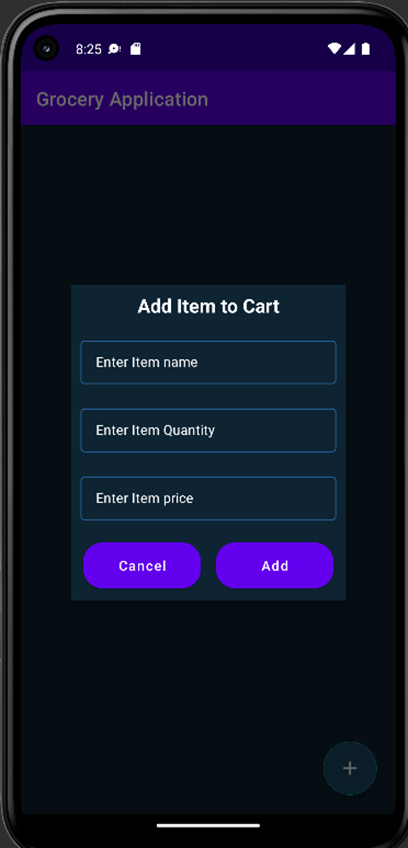 8:25
Grocery Application
Add Item to Cart
Enter Item name
Enter Item Quantity
Enter Item price
Cancel Add
+